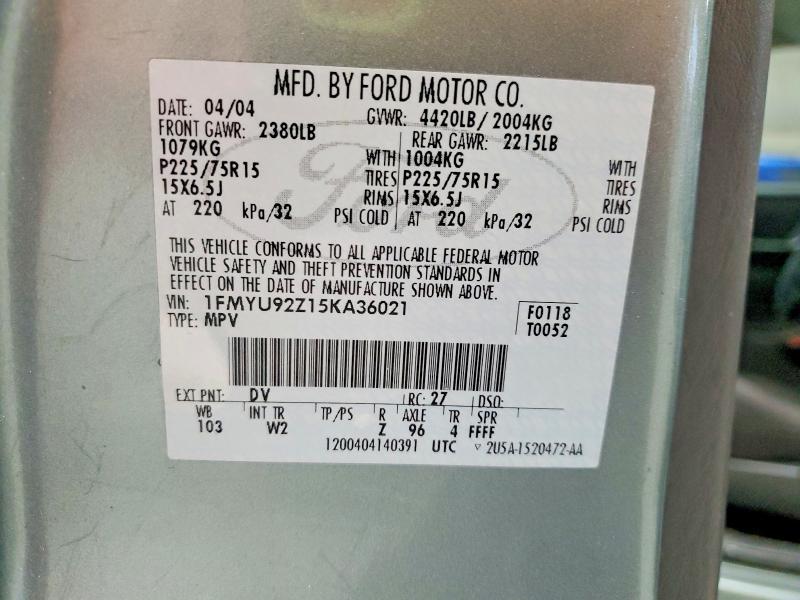 MFD. BY FORD MOTOR CO.
DATE: 04/04 GVWR: 4420LB/ 2004KG
FRONT GAWR: 2380LB REAR GAWR: 2215LB
1079KG WITH 1004KG WITH
P225/75R15 TIRES P225/75R15 TIRES
15X6.5J RIMS 15X6.5J RIMS
AT 220 kPa/32 PSI COLD AT 220 kPa/32 PSI COLD
Ford
THIS VEHICLE CONFORMS TO ALL APPLICABLE FEDERAL MOTOR
VEHICLE SAFETY AND THEFT PREVENTION STANDARDS IN
EFFECT ON THE DATE OF MANUFACTURE SHOWN ABOVE.
VIN: 1FMYU92Z15KA36021 F0118
TYPE: MPV T0052
EXT PNT: DV RC: 27 DSO:
WB INT TR TP/PS R AXLE TR SPR
103 W2 Z 96 4 FFFF
1200404140391 UTC ▽ 2U5A-1520472-AA